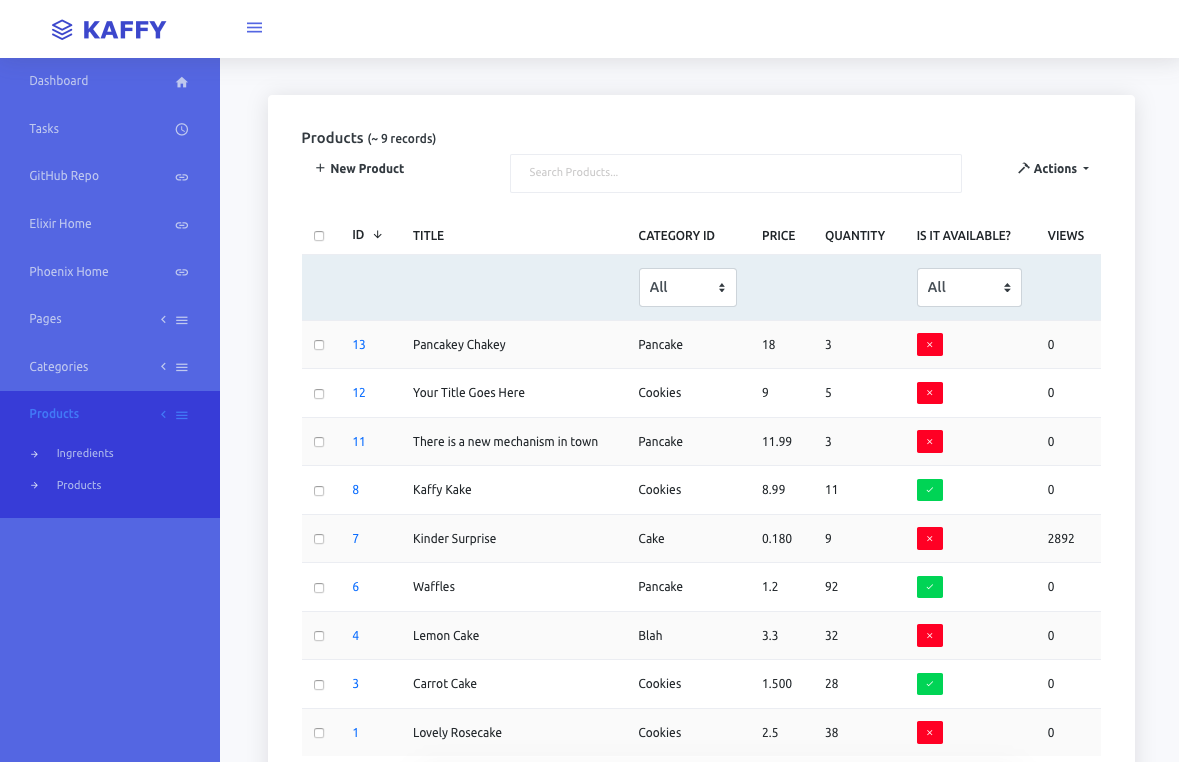 KAFFY
Dashboard
Tasks
GitHub Repo
Elixir Home
Phoenix Home
Pages
Categories
Products
Ingredients
Products
Products (~ 9 records)
+ New Product
Search Products...
Actions
ID ↓ TITLE CATEGORY ID PRICE QUANTITY IS IT AVAILABLE? VIEWS
All All
13 Pancakey Chakey Pancake 18 3 0
12 Your Title Goes Here Cookies 9 5 0
11 There is a new mechanism in town Pancake 11.99 3 0
8 Kaffy Kake Cookies 8.99 11 0
7 Kinder Surprise Cake 0.180 9 2892
6 Waffles Pancake 1.2 92 0
4 Lemon Cake Blah 3.3 32 0
3 Carrot Cake Cookies 1.500 28 0
1 Lovely Rosecake Cookies 2.5 38 0